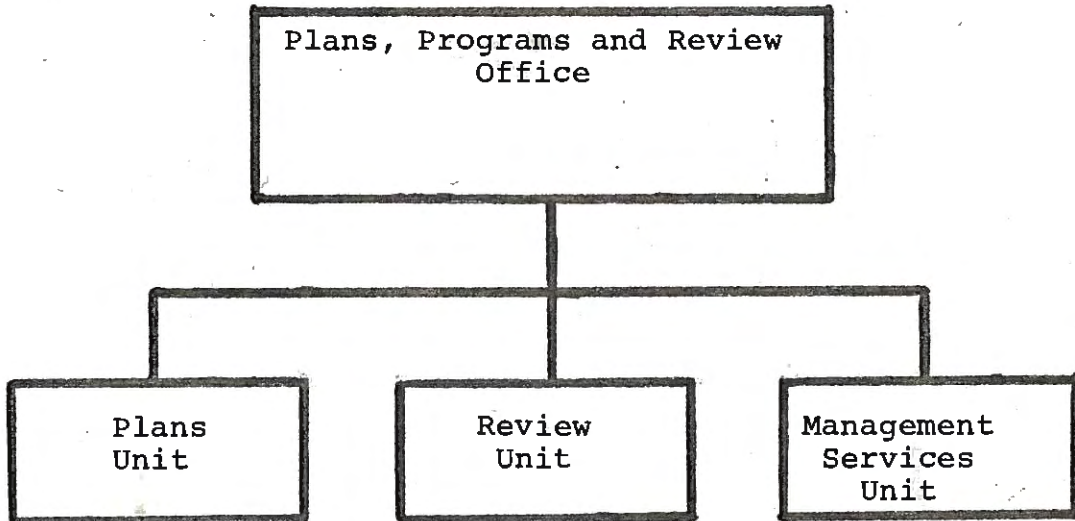 Plans, Programs and Review
Office
Plans
Unit
Review
Unit
Management
Services
Unit